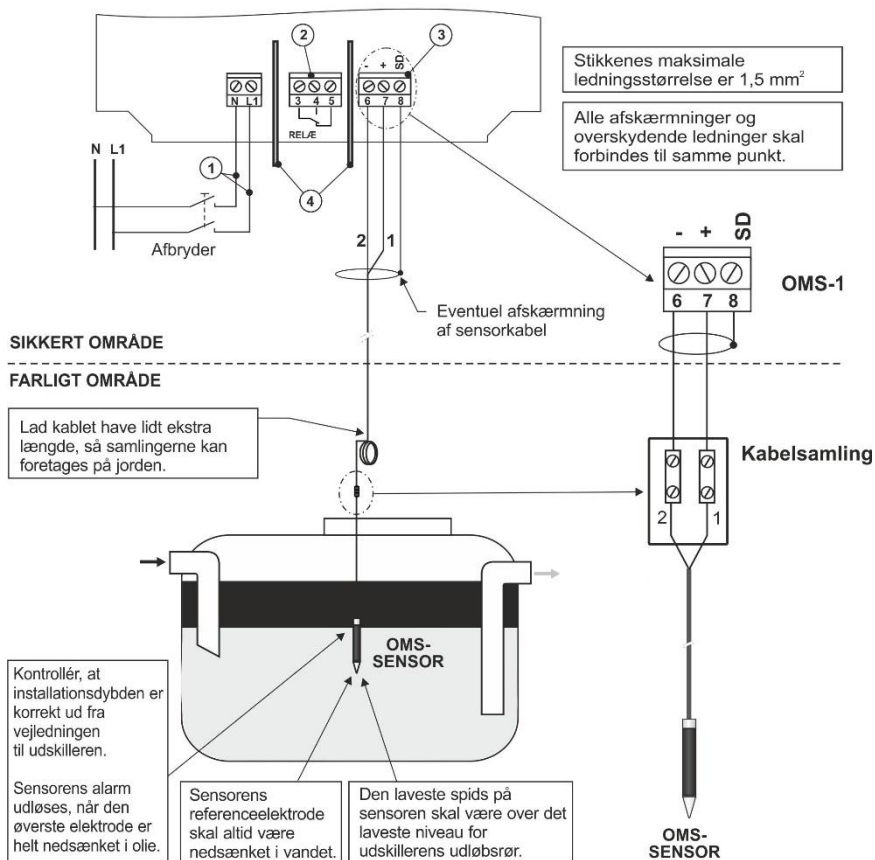 2
3
- + SD
N L1
3 4 5
6 7 8
RELÆ
Stikkenes maksimale
ledningsstørrelse er 1,5 mm²
Alle afskærmninger og
overskydende ledninger skal
forbindes til samme punkt.
N L1
1
4
Afbryder
2 1
- + SD
OMS-1
6 7 8
Eventuel afskærmning
af sensorkabel
SIKKERT OMRÅDE
FARLIGT OMRÅDE
Lad kablet have lidt ekstra
længde, så samlingerne kan
foretages på jorden.
Kabelsamling
2 1
OMS-
SENSOR
Kontrollér, at
installationsdybden er
korrekt ud fra
vejledningen
til udskilleren.
Sensorens alarm
udløses, når den
øverste elektrode er
helt nedsænket i olie.
Sensorens
referenceelektrode
skal altid være
nedsænket i vandet.
Den laveste spids på
sensoren skal være over det
laveste niveau for
udskillerens udløbsrør.
OMS-
SENSOR